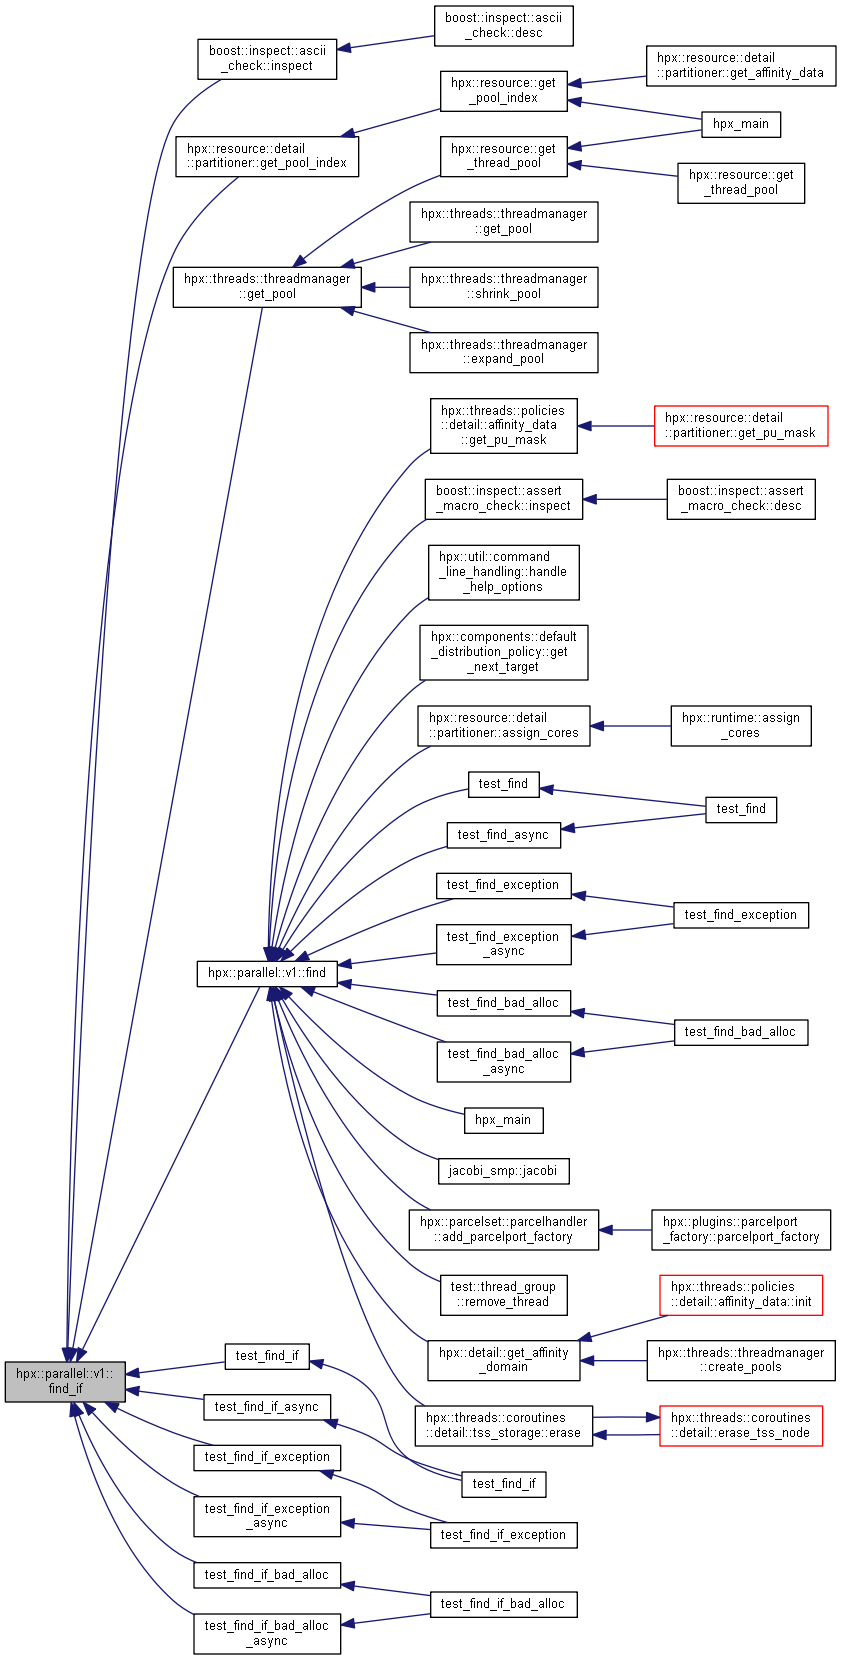 boost::inspect::ascii
_check::desc
boost::inspect::ascii
_check::inspect
hpx::resource::detail
::partitioner::get_affinity_data
hpx::resource::get
_pool_index
hpx_main
hpx::resource::detail
::partitioner::get_pool_index
hpx::resource::get
_thread_pool
hpx::resource::get
_thread_pool
hpx::threads::threadmanager
::get_pool
hpx::threads::threadmanager
::get_pool
hpx::threads::threadmanager
::shrink_pool
hpx::threads::threadmanager
::expand_pool
hpx::threads::policies
::detail::affinity_data
::get_pu_mask
hpx::resource::detail
::partitioner::get_pu_mask
boost::inspect::assert
_macro_check::inspect
boost::inspect::assert
_macro_check::desc
hpx::util::command
_line_handling::handle
_help_options
hpx::components::default
_distribution_policy::get
_next_target
hpx::resource::detail
::partitioner::assign_cores
hpx::runtime::assign
_cores
test_find
test_find
test_find_async
test_find_exception
test_find_exception
test_find_exception
_async
hpx::parallel::v1::find
test_find_bad_alloc
test_find_bad_alloc
test_find_bad_alloc
_async
hpx_main
jacobi_smp::jacobi
hpx::parcelset::parcelhandler
::add_parcelport_factory
hpx::plugins::parcelport
_factory::parcelport_factory
test::thread_group
::remove_thread
hpx::threads::policies
::detail::affinity_data::init
hpx::detail::get_affinity
_domain
hpx::threads::threadmanager
::create_pools
test_find_if
hpx::parallel::v1::
find_if
test_find_if_async
hpx::threads::coroutines
::detail::tss_storage::erase
hpx::threads::coroutines
::detail::erase_tss_node
test_find_if_exception
test_find_if
test_find_if_exception
_async
test_find_if_exception
test_find_if_bad_alloc
test_find_if_bad_alloc
test_find_if_bad_alloc
_async